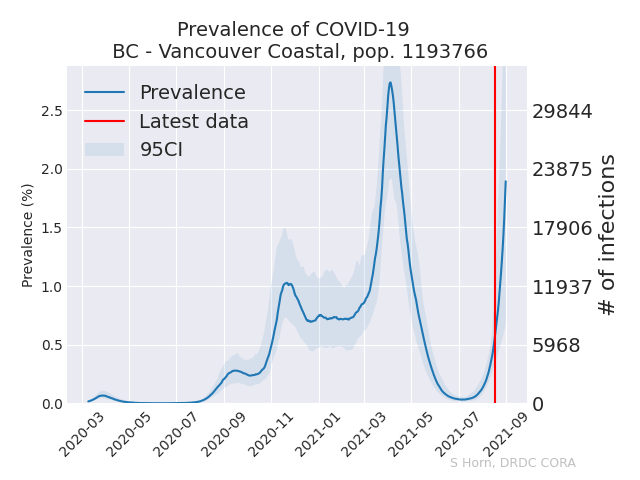 Prevalence of COVID-19
BC - Vancouver Coastal, pop. 1193766
Prevalence
Latest data
95CI
Prevalence (%)
2.5
2.0
1.5
1.0
0.5
0.0
29844
23875
17906
11937
5968
0
# of infections
2020-03
2020-05
2020-07
2020-09
2020-11
2021-01
2021-03
2021-05
2021-07
2021-09
S Horn, DRDC CORA